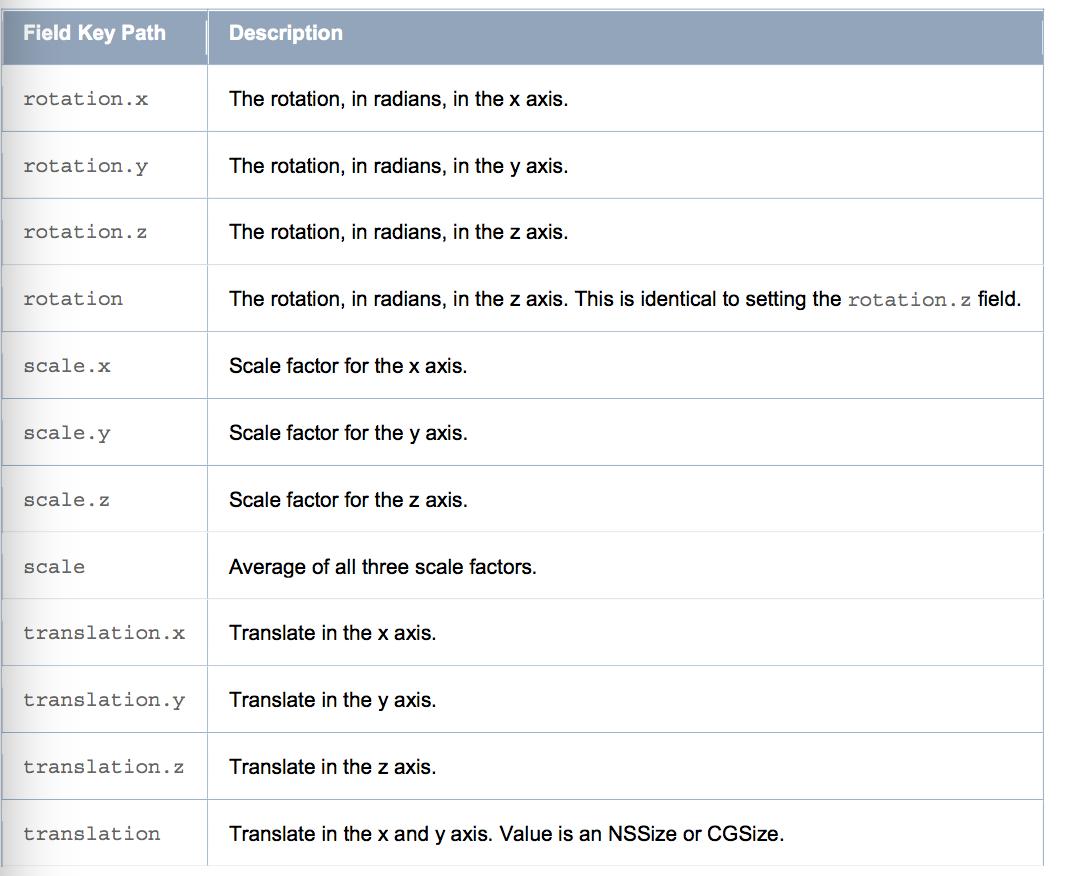 Field Key Path Description
rotation.x The rotation, in radians, in the x axis.
rotation.y The rotation, in radians, in the y axis.
rotation.z The rotation, in radians, in the z axis.
rotation The rotation, in radians, in the z axis. This is identical to setting the rotation.z field.
scale.x Scale factor for the x axis.
scale.y Scale factor for the y axis.
scale.z Scale factor for the z axis.
scale Average of all three scale factors.
translation.x Translate in the x axis.
translation.y Translate in the y axis.
translation.z Translate in the z axis.
translation Translate in the x and y axis. Value is an NSSize or CGSize.